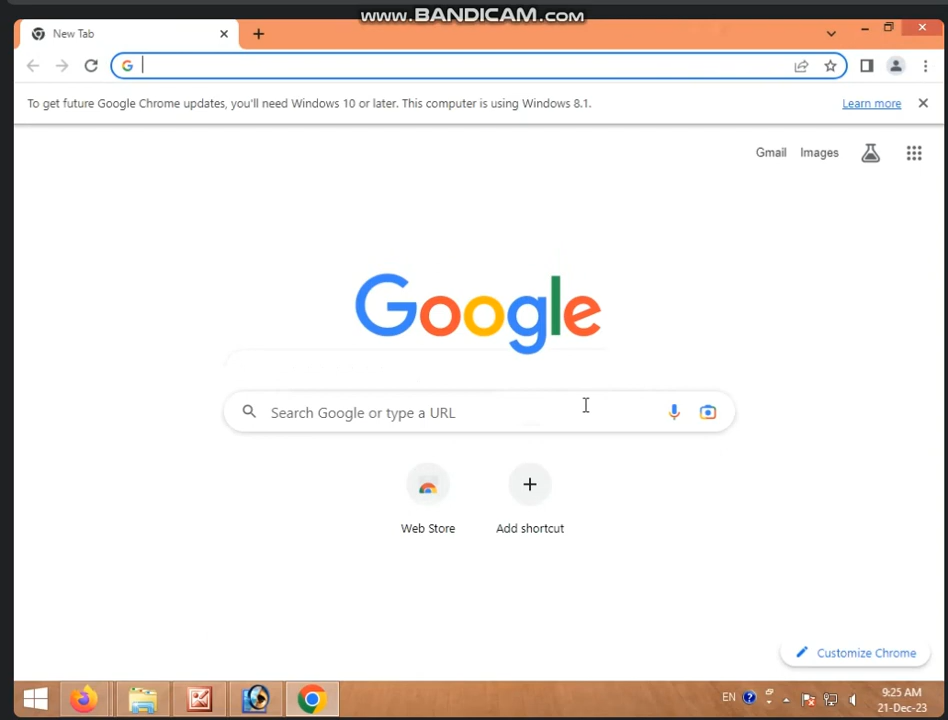 WWW.BANDICAM.COM
New Tab
To get future Google Chrome updates, you'll need Windows 10 or later. This computer is using Windows 8.1.
Learn more
Gmail Images
Google
Search Google or type a URL
Web Store
Add shortcut
Customize Chrome
EN
9:25 AM
21-Dec-23